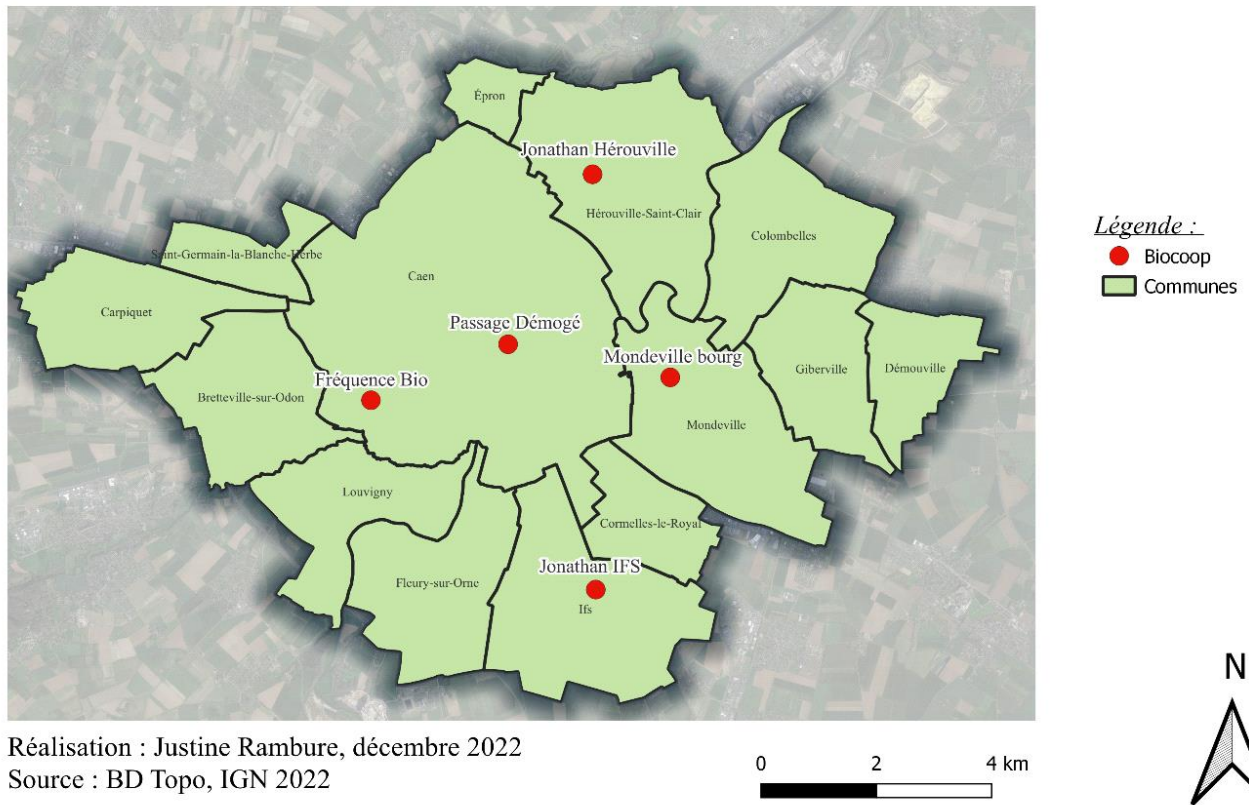 Épron
Jonathan Hérouville
Hérouville-Saint-Clair
Colombelles
Saint-Germain-la-Blanche-Herbe
Caen
Carpiquet
Passage Démogé
Mondeville bourg
Giberville
Démouville
Fréquence Bio
Bretteville-sur-Odon
Mondeville
Louvigny
Cormelles-le-Royal
Jonathan IFS
Fleury-sur-Orne
Ifs
Légende :
Biocoop
Communes
N
Réalisation : Justine Rambure, décembre 2022
Source : BD Topo, IGN 2022
0 2 4 km